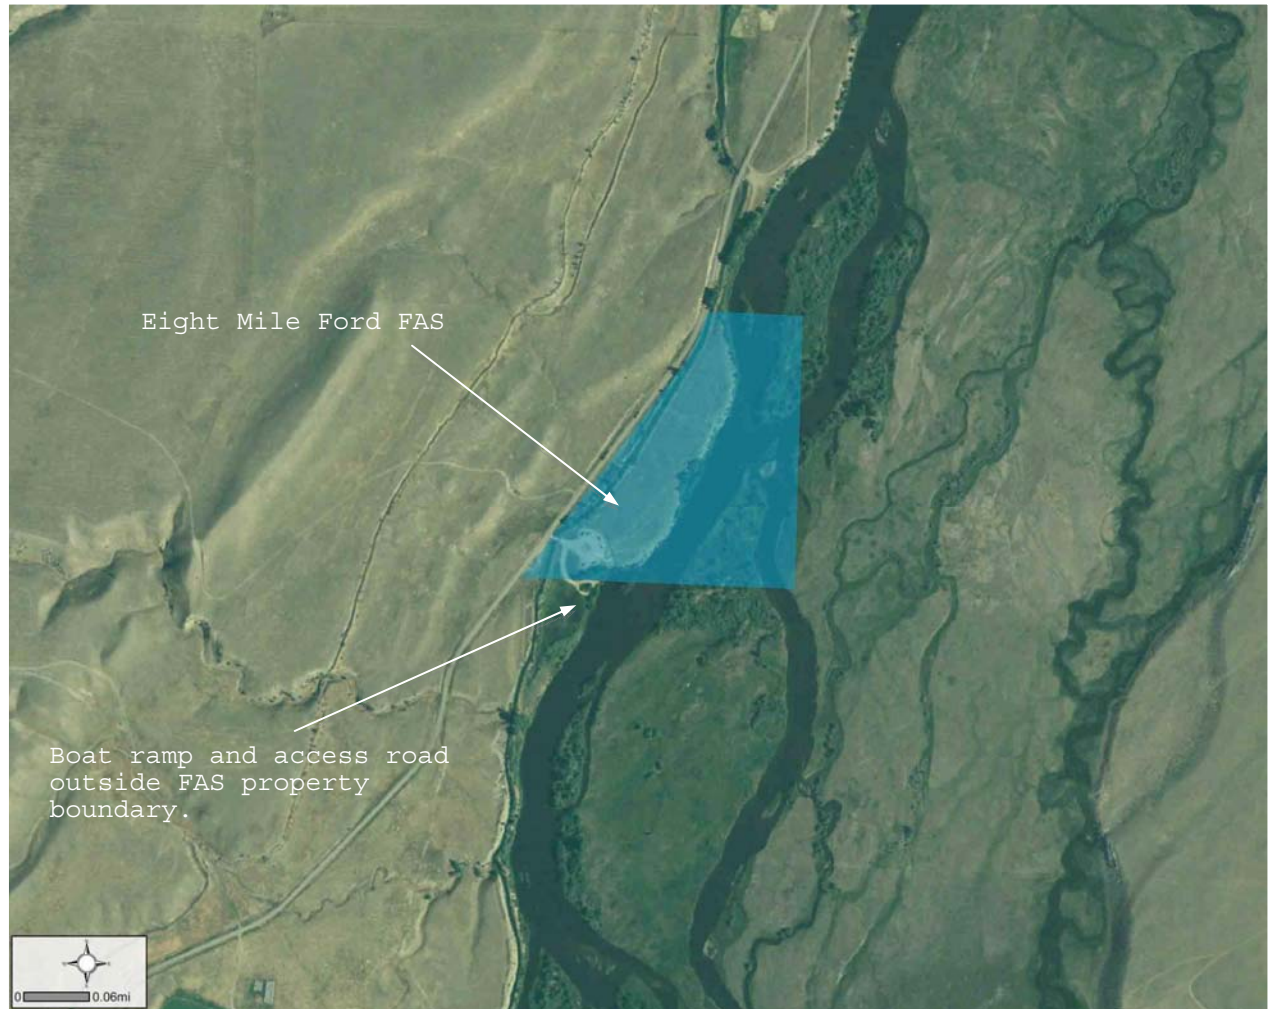 Eight Mile Ford FAS
Boat ramp and access road
outside FAS property
boundary.
0 0.06mi